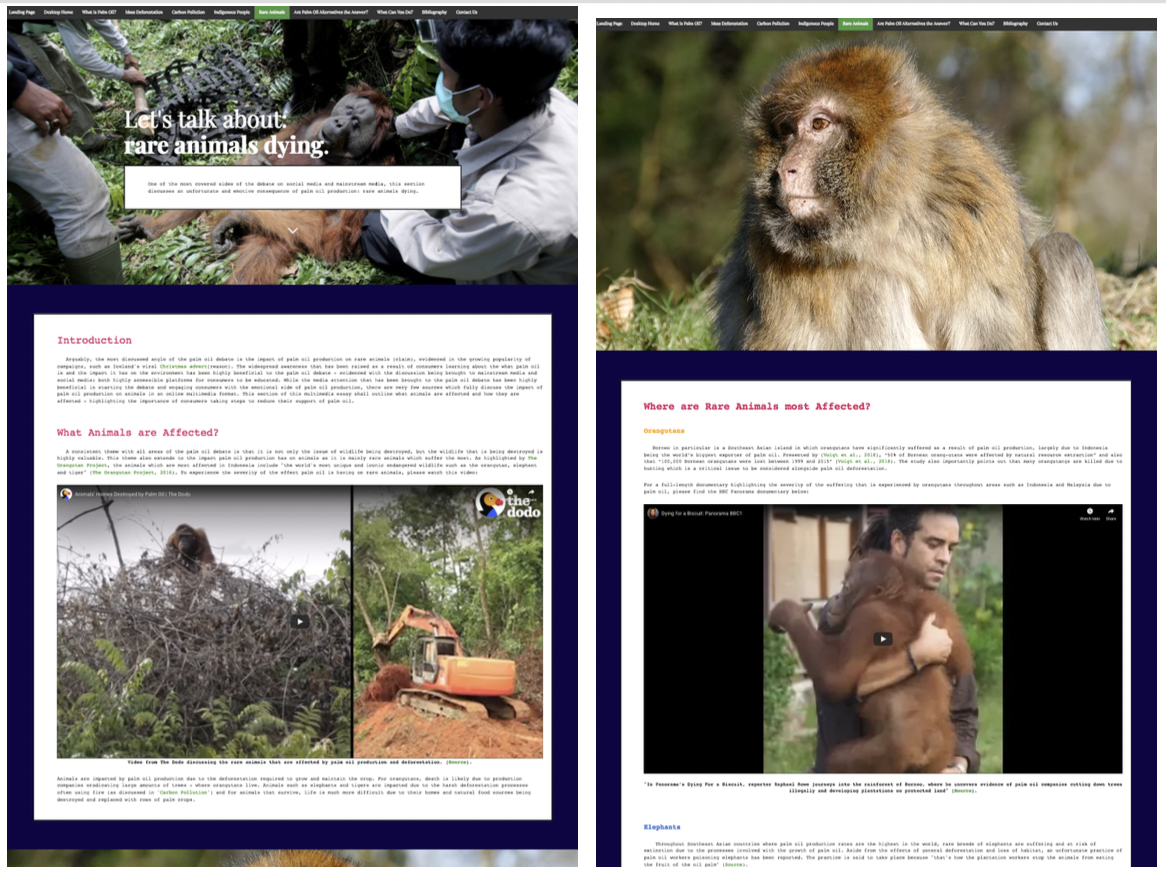 Landing Page Desktop Home What is Palm Oil? Mass Deforestation Carbon Pollution Indigenous People Rare Animals Are Palm Oil Alternatives the Answer? What Can You Do? Bibliography Contact Us
Let's talk about:
rare animals dying.
One of the most covered sides of the debate on social media and mainstream media, this section
discusses an unfortunate and emotive consequence of palm oil production: rare animals dying.
Introduction
Arguably, the most discussed angle of the palm oil debate is the impact of palm oil production on rare animals (claim), evidenced in the growing popularity of
campaigns, such as Iceland's viral Christmas advert(reason). The widespread awareness that has been raised as a result of consumers learning about the what palm oil
is and the impact it has on the environment has been highly beneficial to the palm oil debate - evidenced with the discussion being brought to mainstream media and
social media: both highly accessible platforms for consumers to be educated. While the media attention that has been brought to the palm oil debate has been highly
beneficial in starting the debate and engaging consumers with the emotional side of palm oil production, there are very few sources which fully discuss the impact of
palm oil production on animals in an online multimedia format. This section of this multimedia essay shall outline what animals are affected and how they are
affected - highlighting the importance of consumers taking steps to reduce their support of palm oil.
What Animals are Affected?
A consistent theme with all areas of the palm oil debate is that it is not only the issue of wildlife being destroyed, but the wildlife that is being destroyed is
highly valuable. This theme also extends to the impact palm oil production has on animals as it is mainly rare animals which suffer the most. As highlighted by The
Orangutan Project, the animals which are most affected in Indonesia include "the world's most unique and iconic endangered wildlife such as the orangutan, elephant
and tiger" (The Orangutan Project, 2018). To experience the severity of the effect palm oil is having on rare animals, please watch this video:
Animals' Homes Destroyed by Palm Oil | The Dodo
the dodo
Video from The Dodo discussing the rare animals that are affected by palm oil production and deforestation. (Source).
Animals are impacted by palm oil production due to the deforestation required to grow and maintain the crop. For orangutans, death is likely due to production
companies eradicating large amounts of trees - where orangutans live. Animals such as elephants and tigers are impacted due to the harsh deforestation processes
often using fire (as discussed in 'Carbon Pollution') and for animals that survive, life is much more difficult due to their homes and natural food sources being
destroyed and replaced with rows of palm crops.
Landing Page Desktop Home What is Palm Oil? Mass Deforestation Carbon Pollution Indigenous People Rare Animals Are Palm Oil Alternatives the Answer? What Can You Do? Bibliography Contact Us
Where are Rare Animals most Affected?
Orangutans
Borneo in particular is a Southeast Asian island in which orangutans have significantly suffered as a result of palm oil production, largely due to Indonesia
being the world's biggest exporter of palm oil. Presented by (Voigt et al., 2018), "50% of Bornean orang-utans were affected by natural resource extraction" and also
that "100,000 Bornean orangutans were lost between 1999 and 2015" (Voigt et al., 2018). The study also importantly points out that many orangutans are killed due to
hunting which is a critical issue to be considered alongside palm oil deforestation.
For a full-length documentary highlighting the severity of the suffering that is experienced by orangutans throughout areas such as Indonesia and Malaysia due to
palm oil, please find the BBC Panorama documentary below:
Dying for a Biscuit: Panorama BBC1
Watch later Share
"In Panorama's Dying For a Biscuit, reporter Raphael Rowe journeys into the rainforest of Borneo, where he uncovers evidence of palm oil companies cutting down trees
illegally and developing plantations on protected land" (Source).
Elephants
Throughout Southeast Asian countries where palm oil production rates are the highest in the world, rare breeds of elephants are suffering and at risk of
extinction due to the processes involved with the growth of palm oil. Aside from the effects of general deforestation and loss of habitat, an unfortunate practice of
palm oil workers poisoning elephants has been reported. The practice is said to take place because "that's how the plantation workers stop the animals from eating
the fruit of the oil palm" (Source).